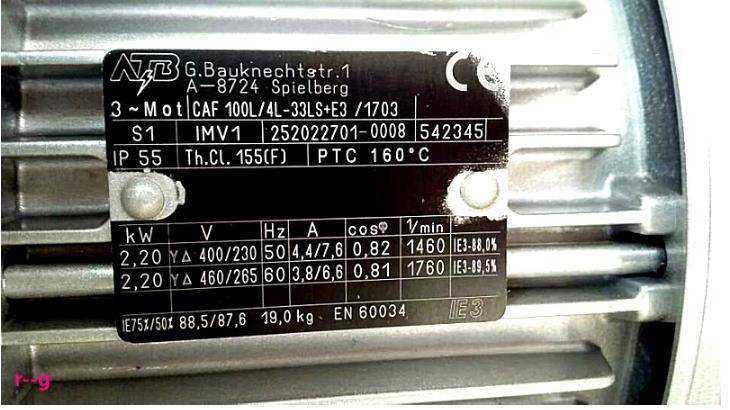 ATB G.Bauknechtstr.1
A-8724 Spielberg
CE
3~Mot CAF 100L/4L-33LS+E3 /1703
S1 IMV1 252022701-0008 542345
IP 55 Th.Cl. 155(F) PTC 160°C
kW V Hz A cosφ 1/min
2,20 Y∆ 400/230 50 4,4/7,6 0,82 1460 IE3-88,0%
2,20 Y∆ 460/265 60 3,8/6,6 0,81 1760 IE3-89,5%
IE75%/50% 88,5/87,6 19,0 kg EN 60034 IE3
r--g